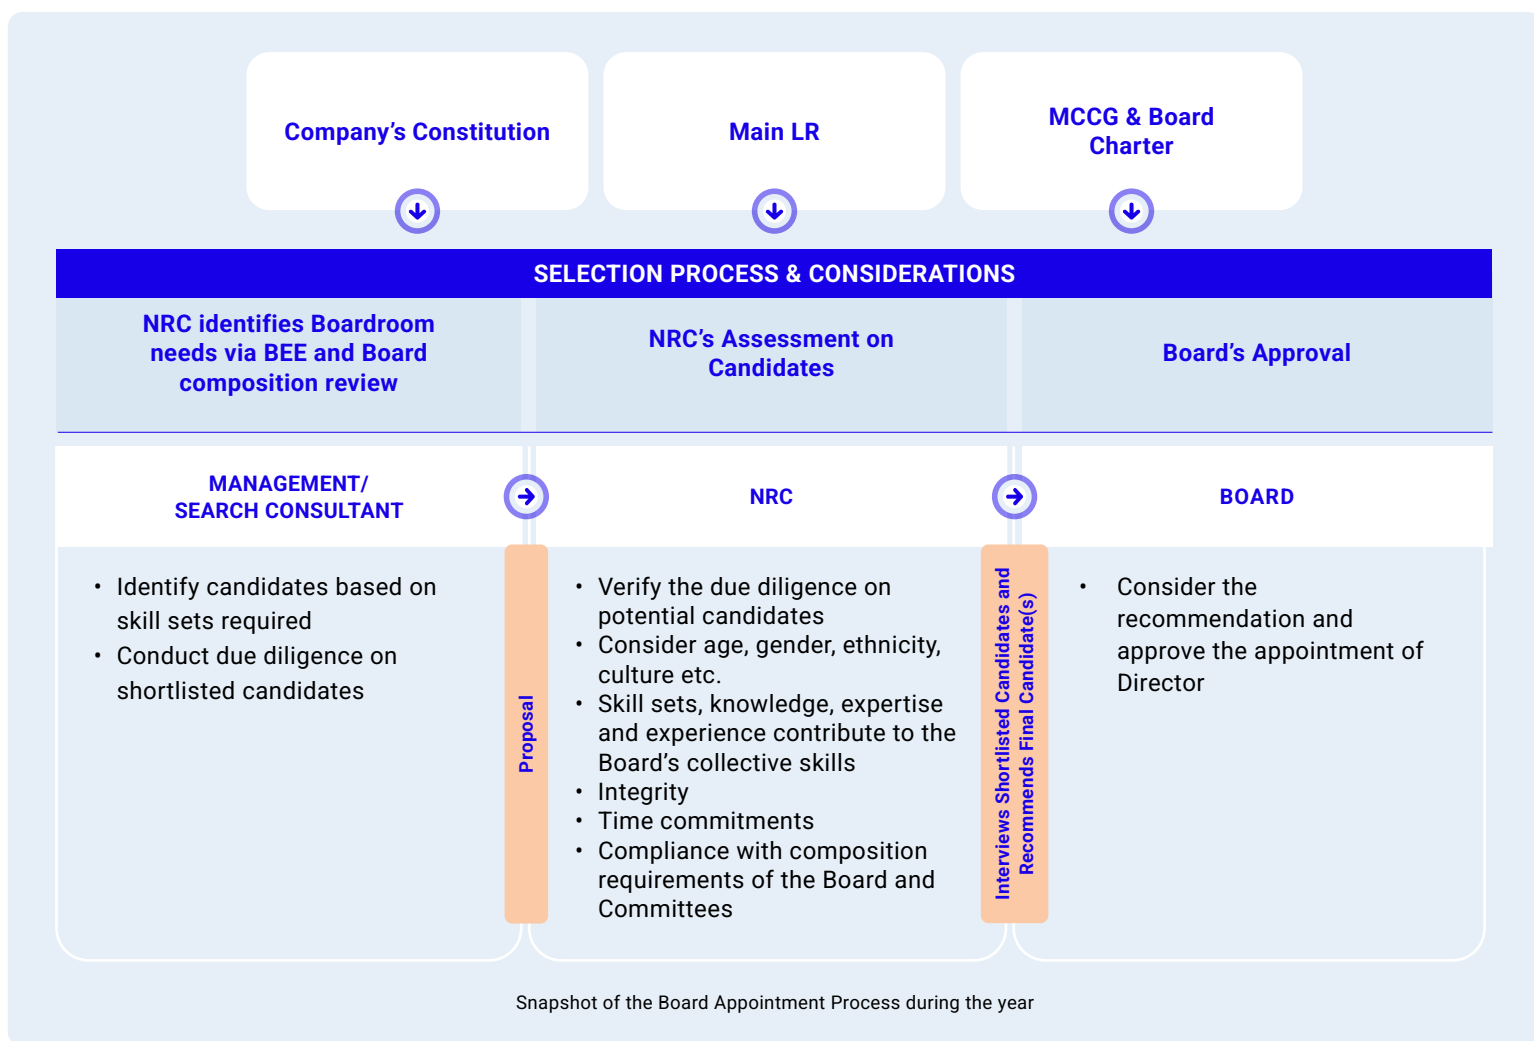 Company’s Constitution
Main LR
MCCG & Board
Charter
SELECTION PROCESS & CONSIDERATIONS
NRC identifies Boardroom
needs via BEE and Board
composition review
NRC’s Assessment on
Candidates
Board’s Approval
MANAGEMENT/
SEARCH CONSULTANT
NRC
BOARD
• Identify candidates based on
skill sets required
• Conduct due diligence on
shortlisted candidates
Proposal
• Verify the due diligence on
potential candidates
• Consider age, gender, ethnicity,
culture etc.
• Skill sets, knowledge, expertise
and experience contribute to the
Board’s collective skills
• Integrity
• Time commitments
• Compliance with composition
requirements of the Board and
Committees
Interviews Shortlisted Candidates and
Recommends Final Candidate(s)
• Consider the
recommendation and
approve the appointment of
Director
Snapshot of the Board Appointment Process during the year